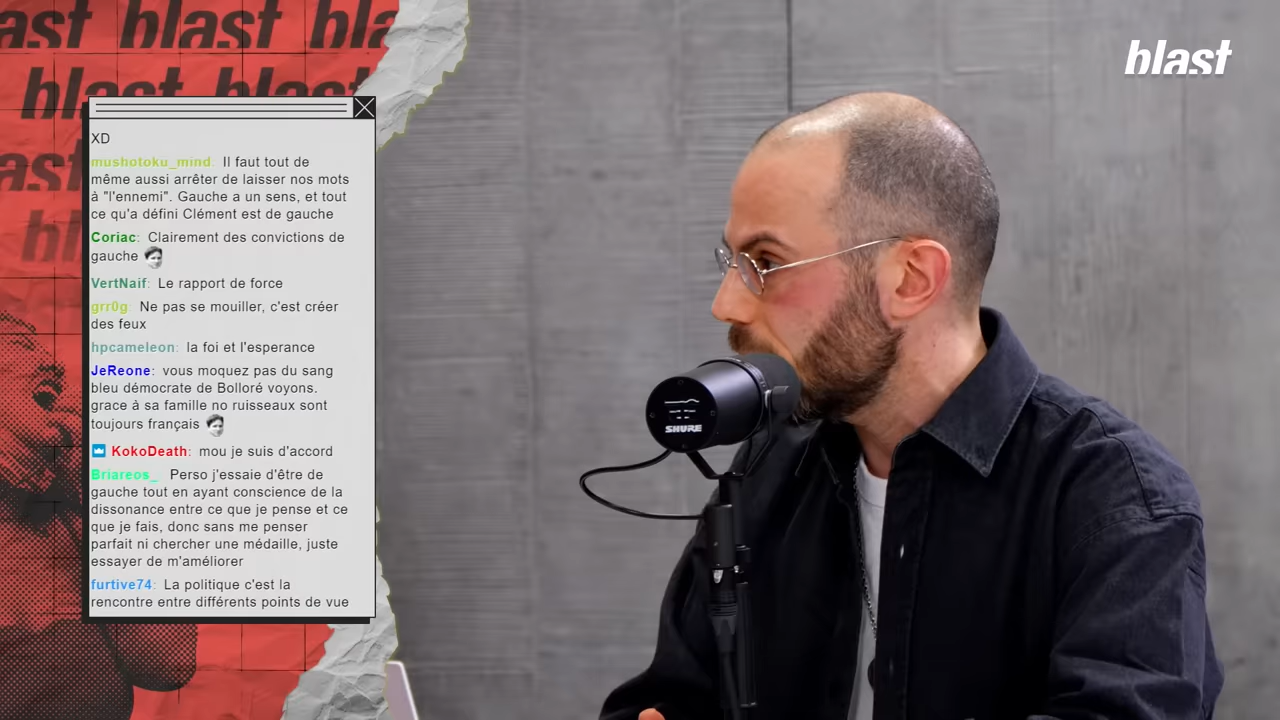 blast blast
blast blast
blast
XD
mushotoku_mind: Il faut tout de
même aussi arrêter de laisser nos mots
à "l'ennemi". Gauche a un sens, et tout
ce qu'a défini Clément est de gauche
Coriac: Clairement des convictions de
gauche
VertNaif: Le rapport de force
grr0g: Ne pas se mouiller, c'est créer
des feux
hpcameleon: la foi et l'esperance
JeReone: vous moquez pas du sang
bleu démocrate de Bolloré voyons.
grace à sa famille no ruisseaux sont
toujours français
KokoDeath: mou je suis d'accord
Briareos_ Perso j'essaie d'être de
gauche tout en ayant conscience de la
dissonance entre ce que je pense et ce
que je fais, donc sans me penser
parfait ni chercher une médaille, juste
essayer de m'améliorer
furtive74: La politique c'est la
rencontre entre différents points de vue
SHURE